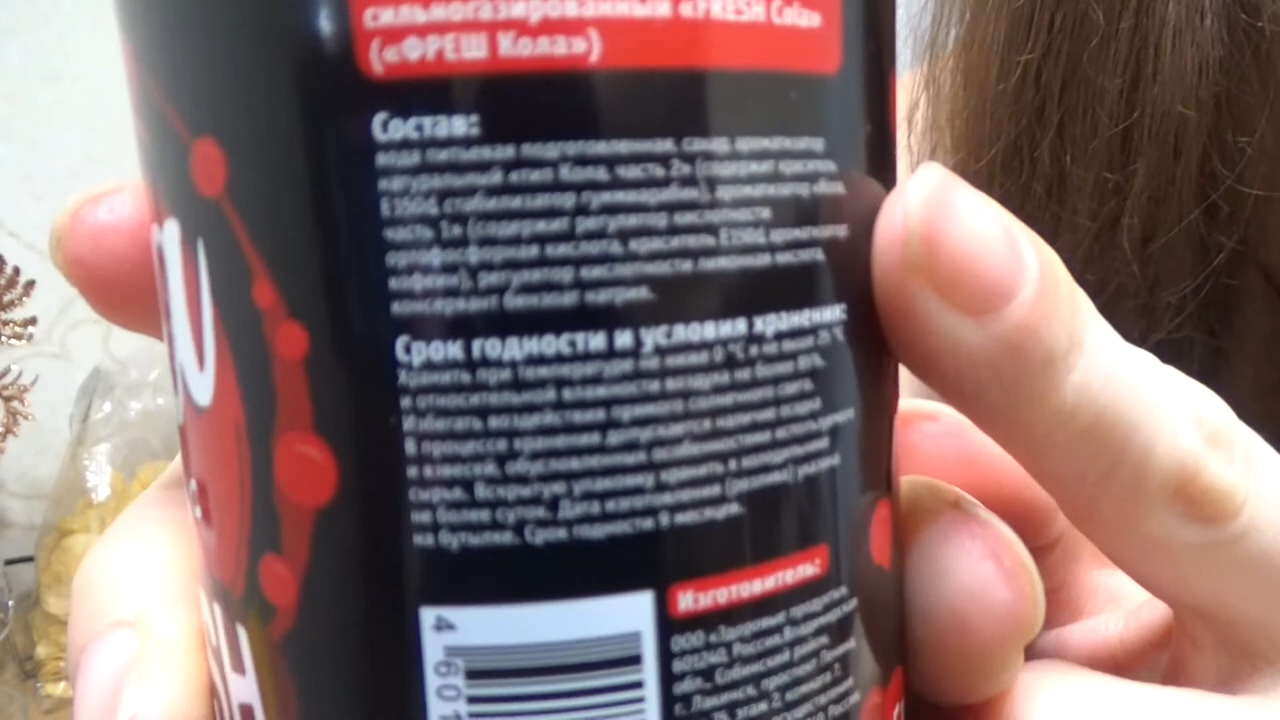 сильногазированный «FRESH Cola»
(«ФРЕШ Кола»)
Состав:
вода питьевая подготовленная, сахар, ароматизатор
натуральный «тип Кола, часть 2» (содержит краситель
Е150d, стабилизатор гуммиарабик), ароматизатор «Кола,
часть 1» (содержит регулятор кислотности
ортофосфорная кислота, краситель Е150d, ароматизатор
кофеин), регулятор кислотности лимонная кислота,
консервант бензоат натрия.
Срок годности и условия хранения:
Хранить при температуре не ниже 0 °С и не выше 25 °С
и относительной влажности воздуха не более 85%.
Избегать воздействия прямого солнечного света.
В процессе хранения допускается наличие осадка
и взвесей, обусловленных особенностями используемого
сырья. Вскрытую упаковку хранить в холодильнике
не более суток. Дата изготовления (розлива) указана
на бутылке. Срок годности 9 месяцев.
Изготовитель:
ООО «Здоровые продукты»,
601240, Россия, Владимирская
обл., Собинский район,
г. Лакинск, проспект Ленина,
4 601